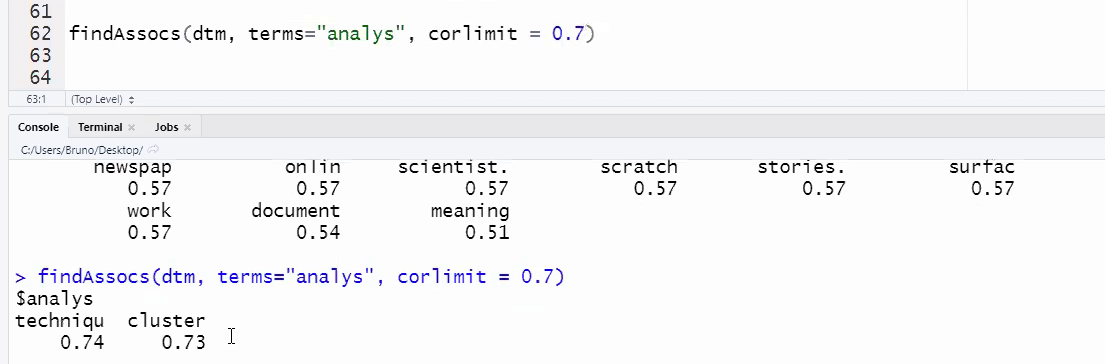 61
62 findAssocs(dtm, terms="analys", corlimit = 0.7)
63
64
63:1 (Top Level)
Console Terminal × Jobs ×
C:/Users/Bruno/Desktop/
newspap onlin scientist. scratch stories. surfac
0.57 0.57 0.57 0.57 0.57 0.57
work document meaning
0.57 0.54 0.51
> findAssocs(dtm, terms="analys", corlimit = 0.7)
$analys
techniqu cluster
0.74 0.73